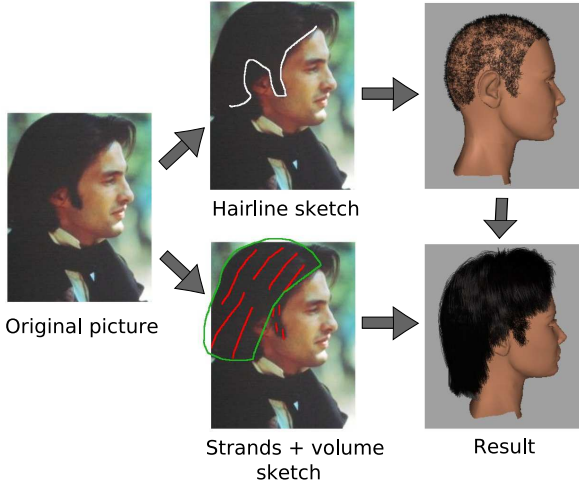 Hairline sketch
Original picture
Strands + volume
sketch
Result